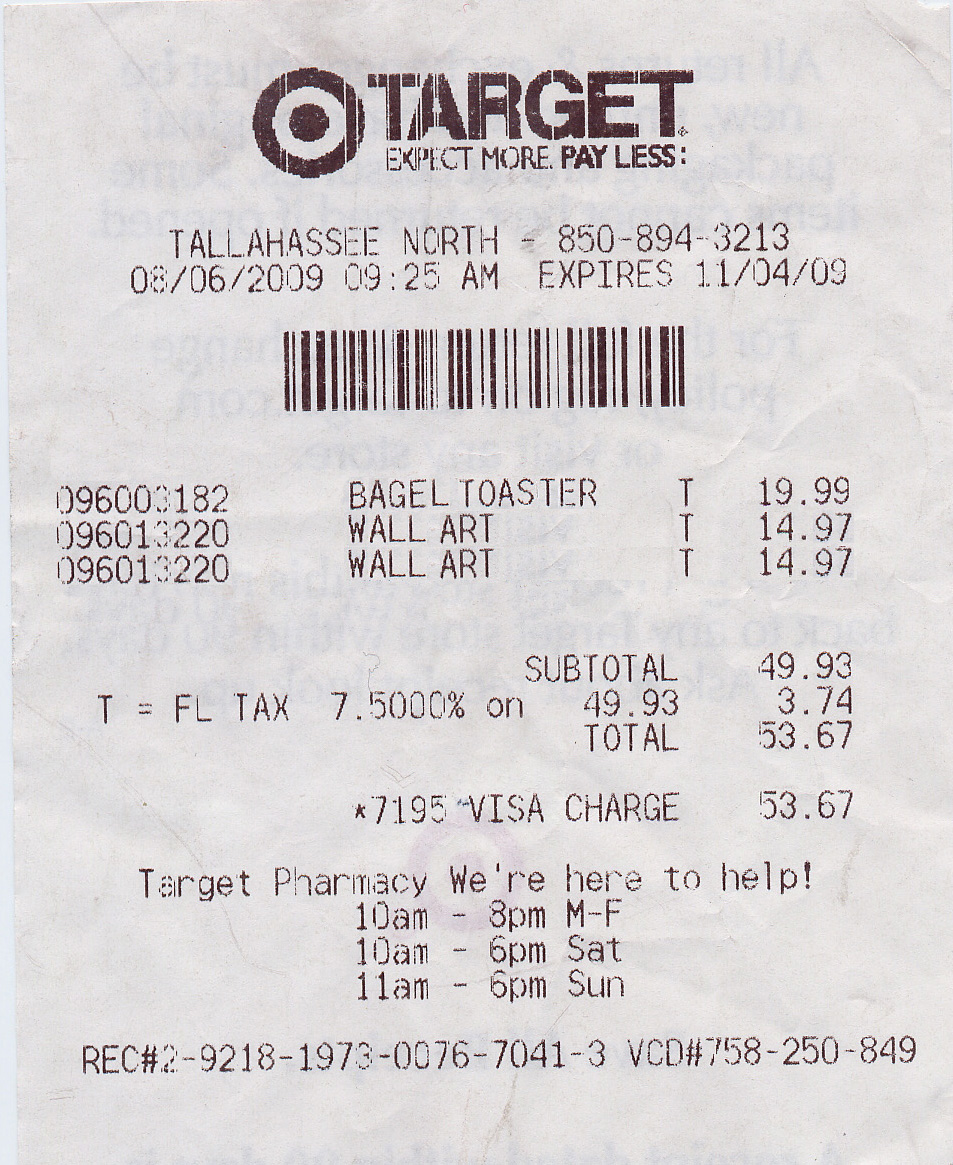 TARGET
EXPECT MORE. PAY LESS:
TALLAHASSEE NORTH - 850-894-3213
08/06/2009 09:25 AM EXPIRES 11/04/09
096003182 BAGEL TOASTER T 19.99
096013220 WALL ART T 14.97
096013220 WALL ART T 14.97
SUBTOTAL 49.93
T = FL TAX 7.5000% on 49.93 3.74
TOTAL 53.67
*7195 VISA CHARGE 53.67
Target Pharmacy We're here to help!
10am - 8pm M-F
10am - 6pm Sat
11am - 6pm Sun
REC#2-9218-1973-0076-7041-3 VCD#758-250-849